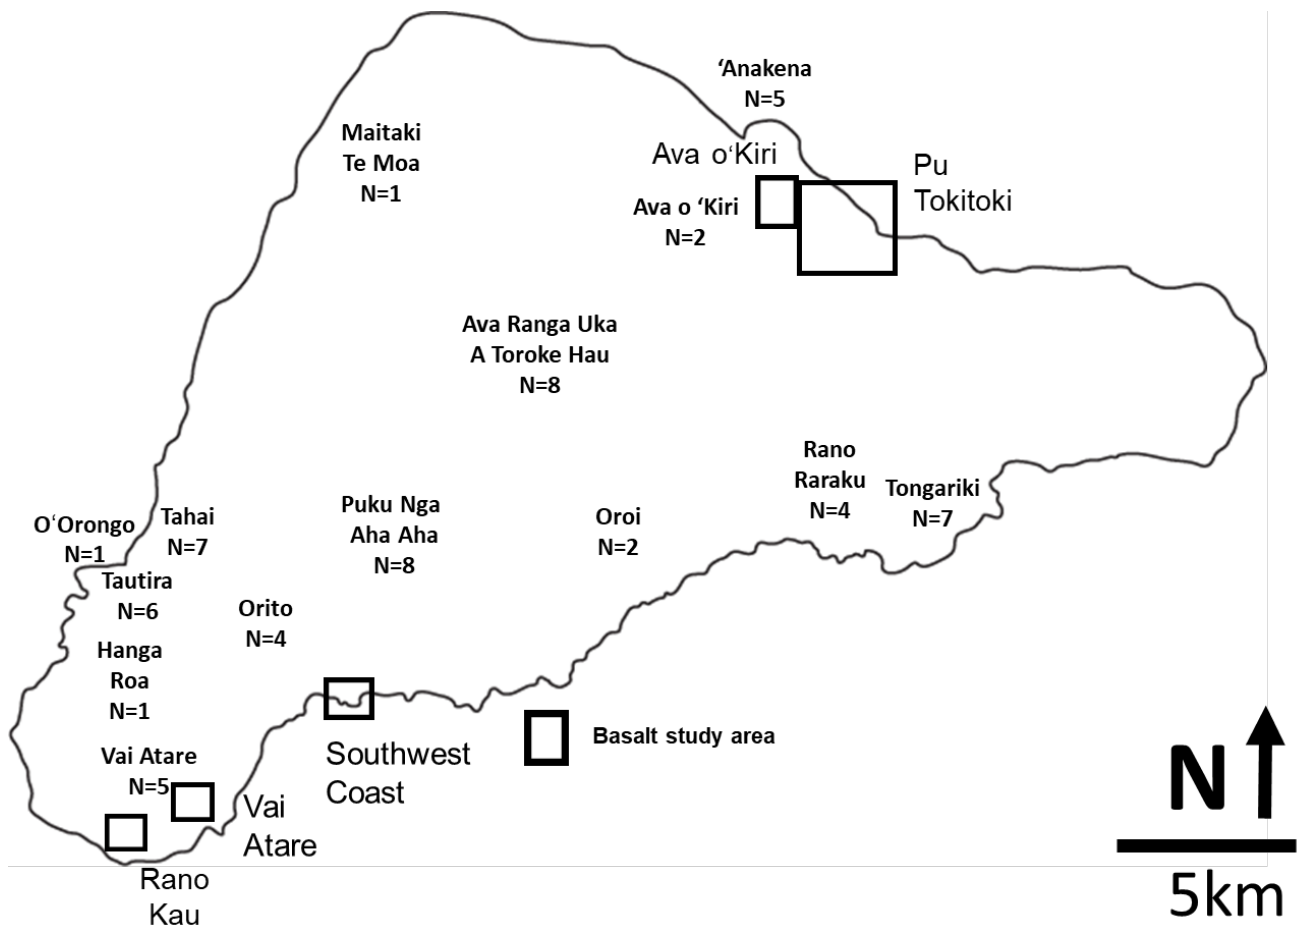 ‘Anakena
N=5
Maitaki
Te Moa
N=1
Ava o‘Kiri
Pu
Tokitoki
Ava o ‘Kiri
N=2
Ava Ranga Uka
A Toroke Hau
N=8
Rano
Raraku
N=4
Tongariki
N=7
O‘Orongo
N=1
Tahai
N=7
Puku Nga
Aha Aha
N=8
Oroi
N=2
Tautira
N=6
Orito
N=4
Hanga
Roa
N=1
Vai Atare
N=5
Southwest
Coast
Basalt study area
Vai
Atare
Rano
Kau
N
5km